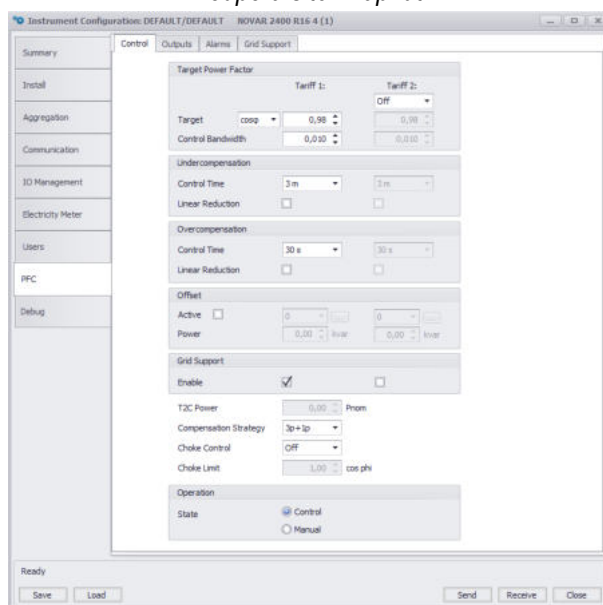 Instrument Configuration: DEFAULT/DEFAULT NOVAR 2400 R16 4 (1)
Summary
Install
Aggregation
Communication
IO Management
Electricity Meter
Users
PFC
Debug
Control Outputs Alarms Grid Support
Target Power Factor
Tariff 1: Tariff 2:
Off
Target cosφ 0,98 0,98
Control Bandwidth 0,010 0,010
Undercompensation
Control Time 3 m 3 m
Linear Reduction
Overcompensation
Control Time 30 s 30 s
Linear Reduction
Offset
Active 0 ... 0 ...
Power 0,00 kvar 0,00 kvar
Grid Support
Enable
T2C Power 0,00 Pnom
Compensation Strategy 3p+1p
Choke Control Off
Choke Limit 1,00 cos phi
Operation
State Control
Manual
Ready
Save Load Send Receive Close